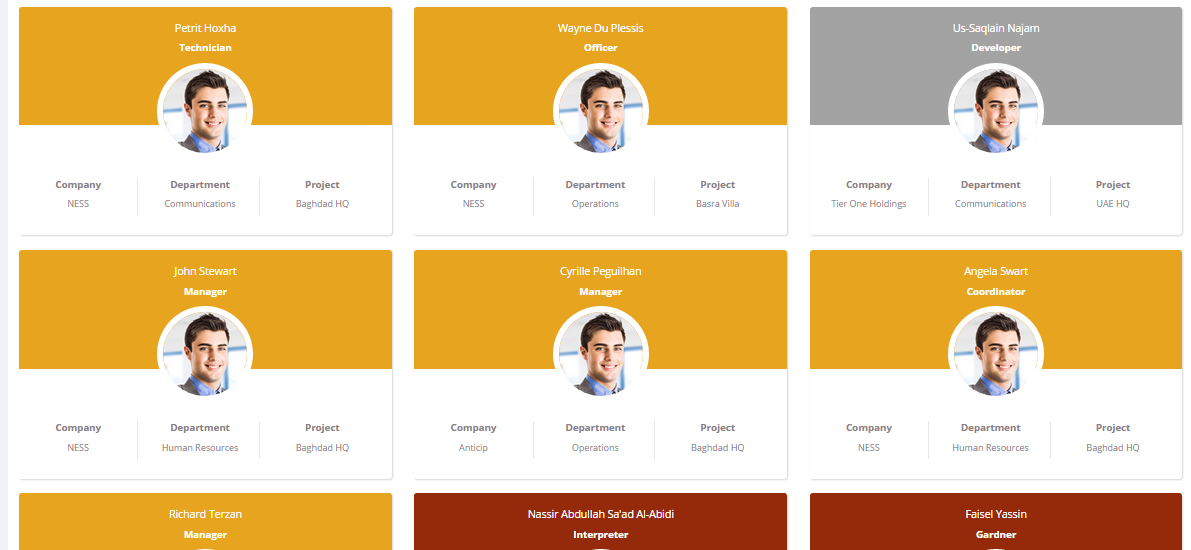 Petrit Hoxha
Technician
Company Department Project
NESS Communications Baghdad HQ
Wayne Du Plessis
Officer
Company Department Project
NESS Operations Basra Villa
Us-Saqlain Najam
Developer
Company Department Project
Tier One Holdings Communications UAE HQ
John Stewart
Manager
Company Department Project
NESS Human Resources Baghdad HQ
Cyrille Peguilhan
Manager
Company Department Project
Anticip Operations Baghdad HQ
Angela Swart
Coordinator
Company Department Project
NESS Human Resources Baghdad HQ
Richard Terzan
Manager
Nassir Abdullah Sa'ad Al-Abidi
Interpreter
Faisel Yassin
Gardner